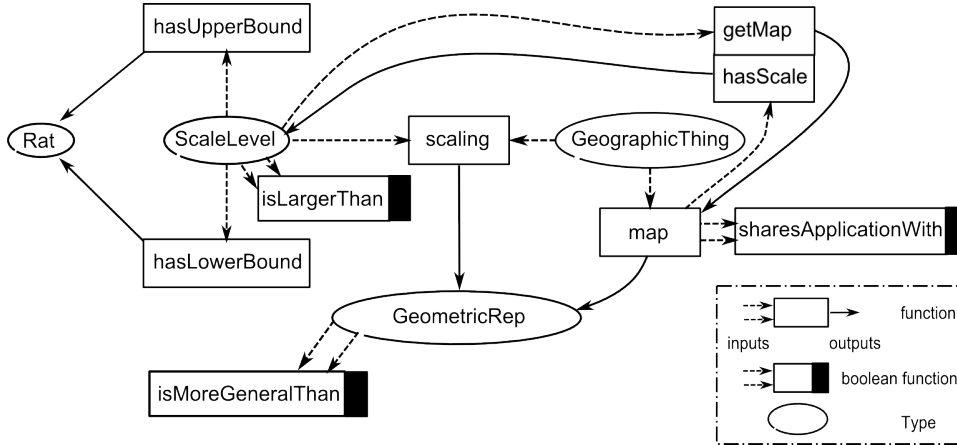 hasUpperBound
getMap
hasScale
Rat
ScaleLevel
scaling
GeographicThing
isLargerThan
map
sharesApplicationWith
hasLowerBound
GeometricRep
isMoreGeneralThan
function
inputs
outputs
boolean function
Type